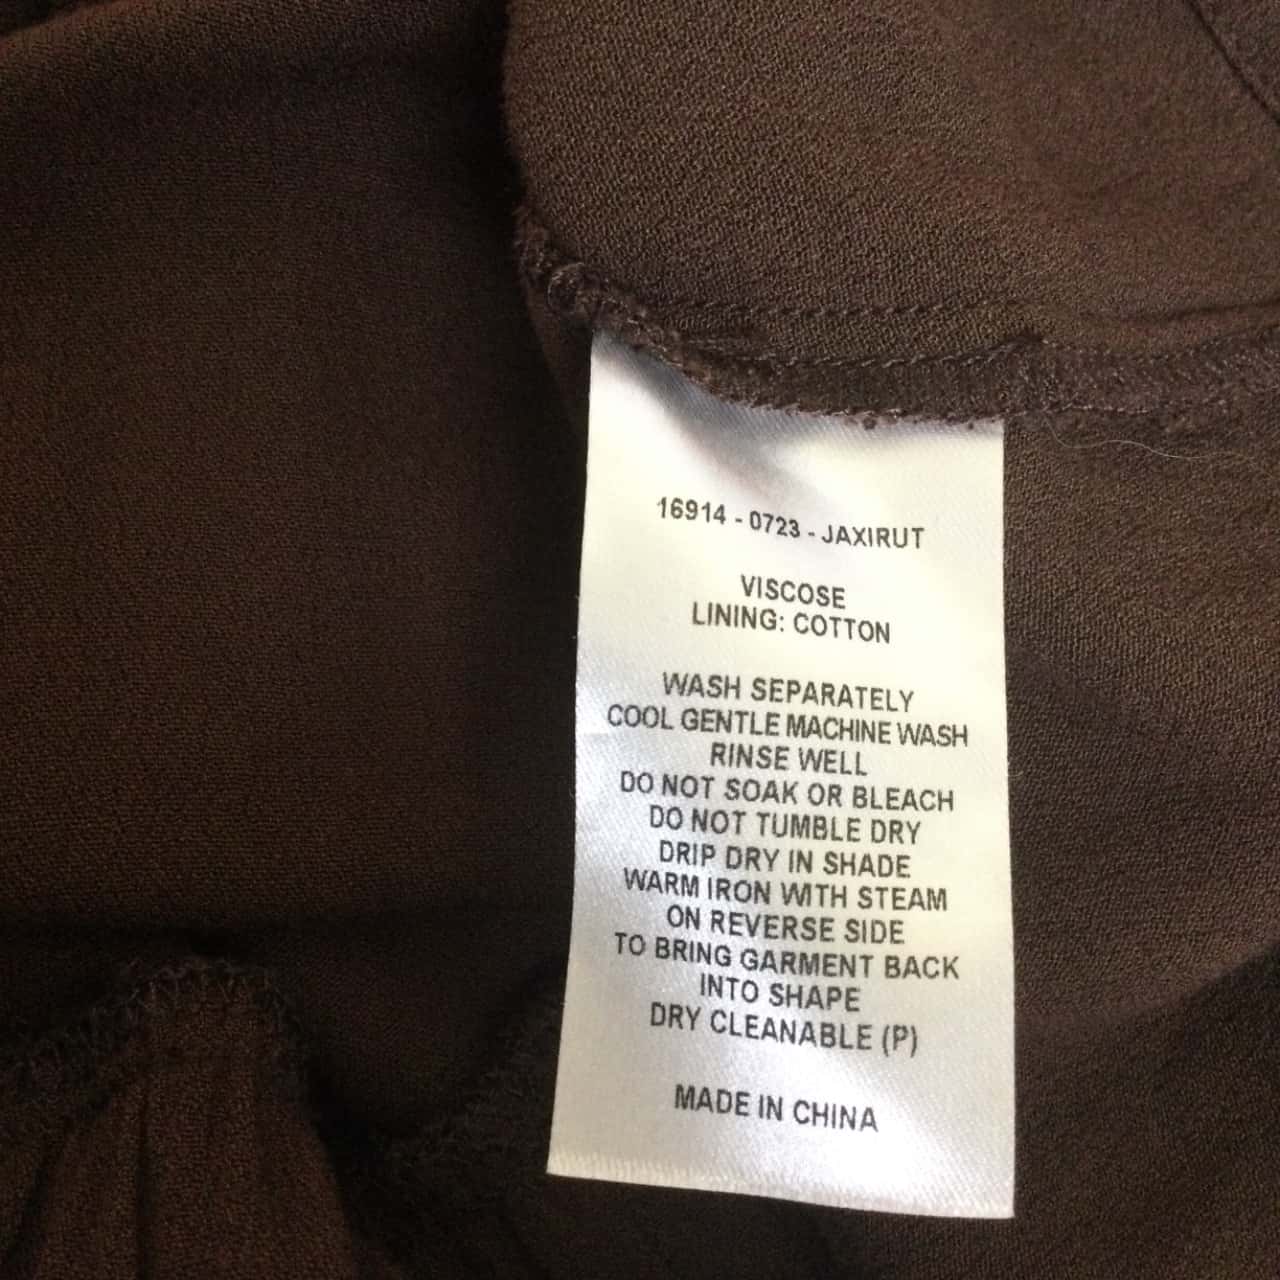 16914 - 0723 - JAXIRUT
VISCOSE
LINING: COTTON
WASH SEPARATELY
COOL GENTLE MACHINE WASH
RINSE WELL
DO NOT SOAK OR BLEACH
DO NOT TUMBLE DRY
DRIP DRY IN SHADE
WARM IRON WITH STEAM
ON REVERSE SIDE
TO BRING GARMENT BACK
INTO SHAPE
DRY CLEANABLE (P)
MADE IN CHINA